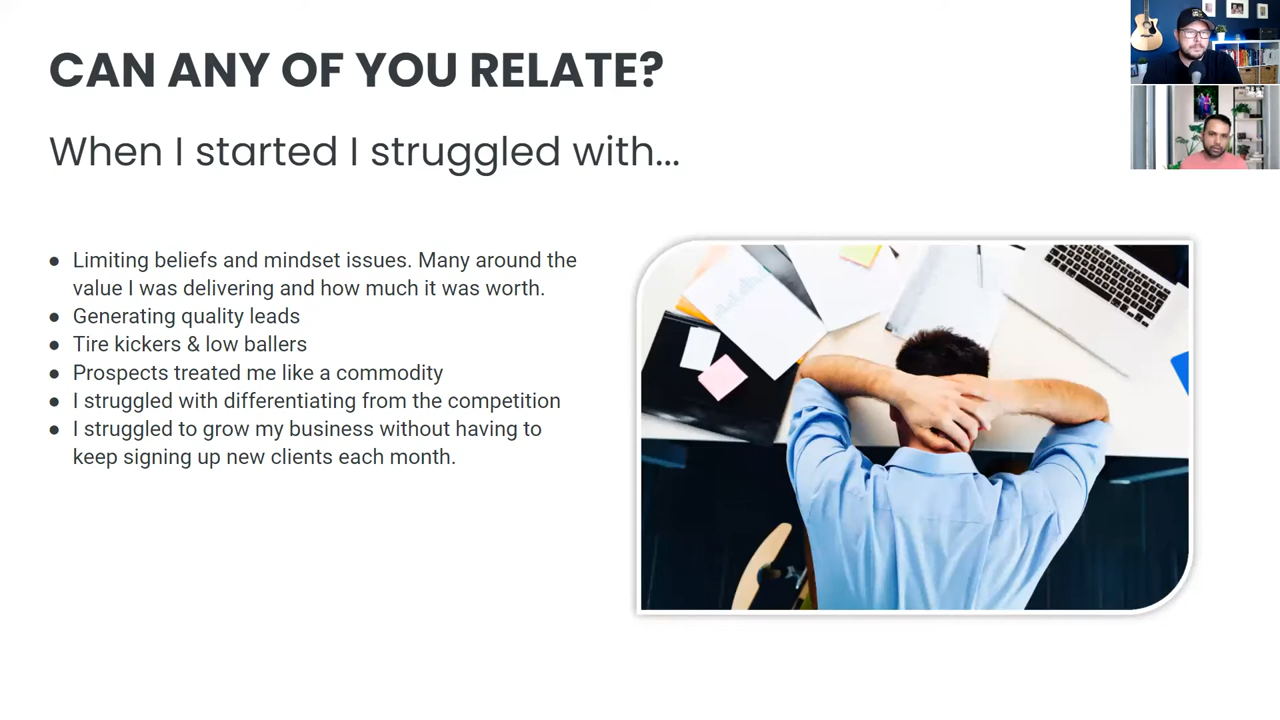 CAN ANY OF YOU RELATE?
When I started I struggled with...
● Limiting beliefs and mindset issues. Many around the
value I was delivering and how much it was worth.
● Generating quality leads
● Tire kickers & low ballers
● Prospects treated me like a commodity
● I struggled with differentiating from the competition
● I struggled to grow my business without having to
keep signing up new clients each month.